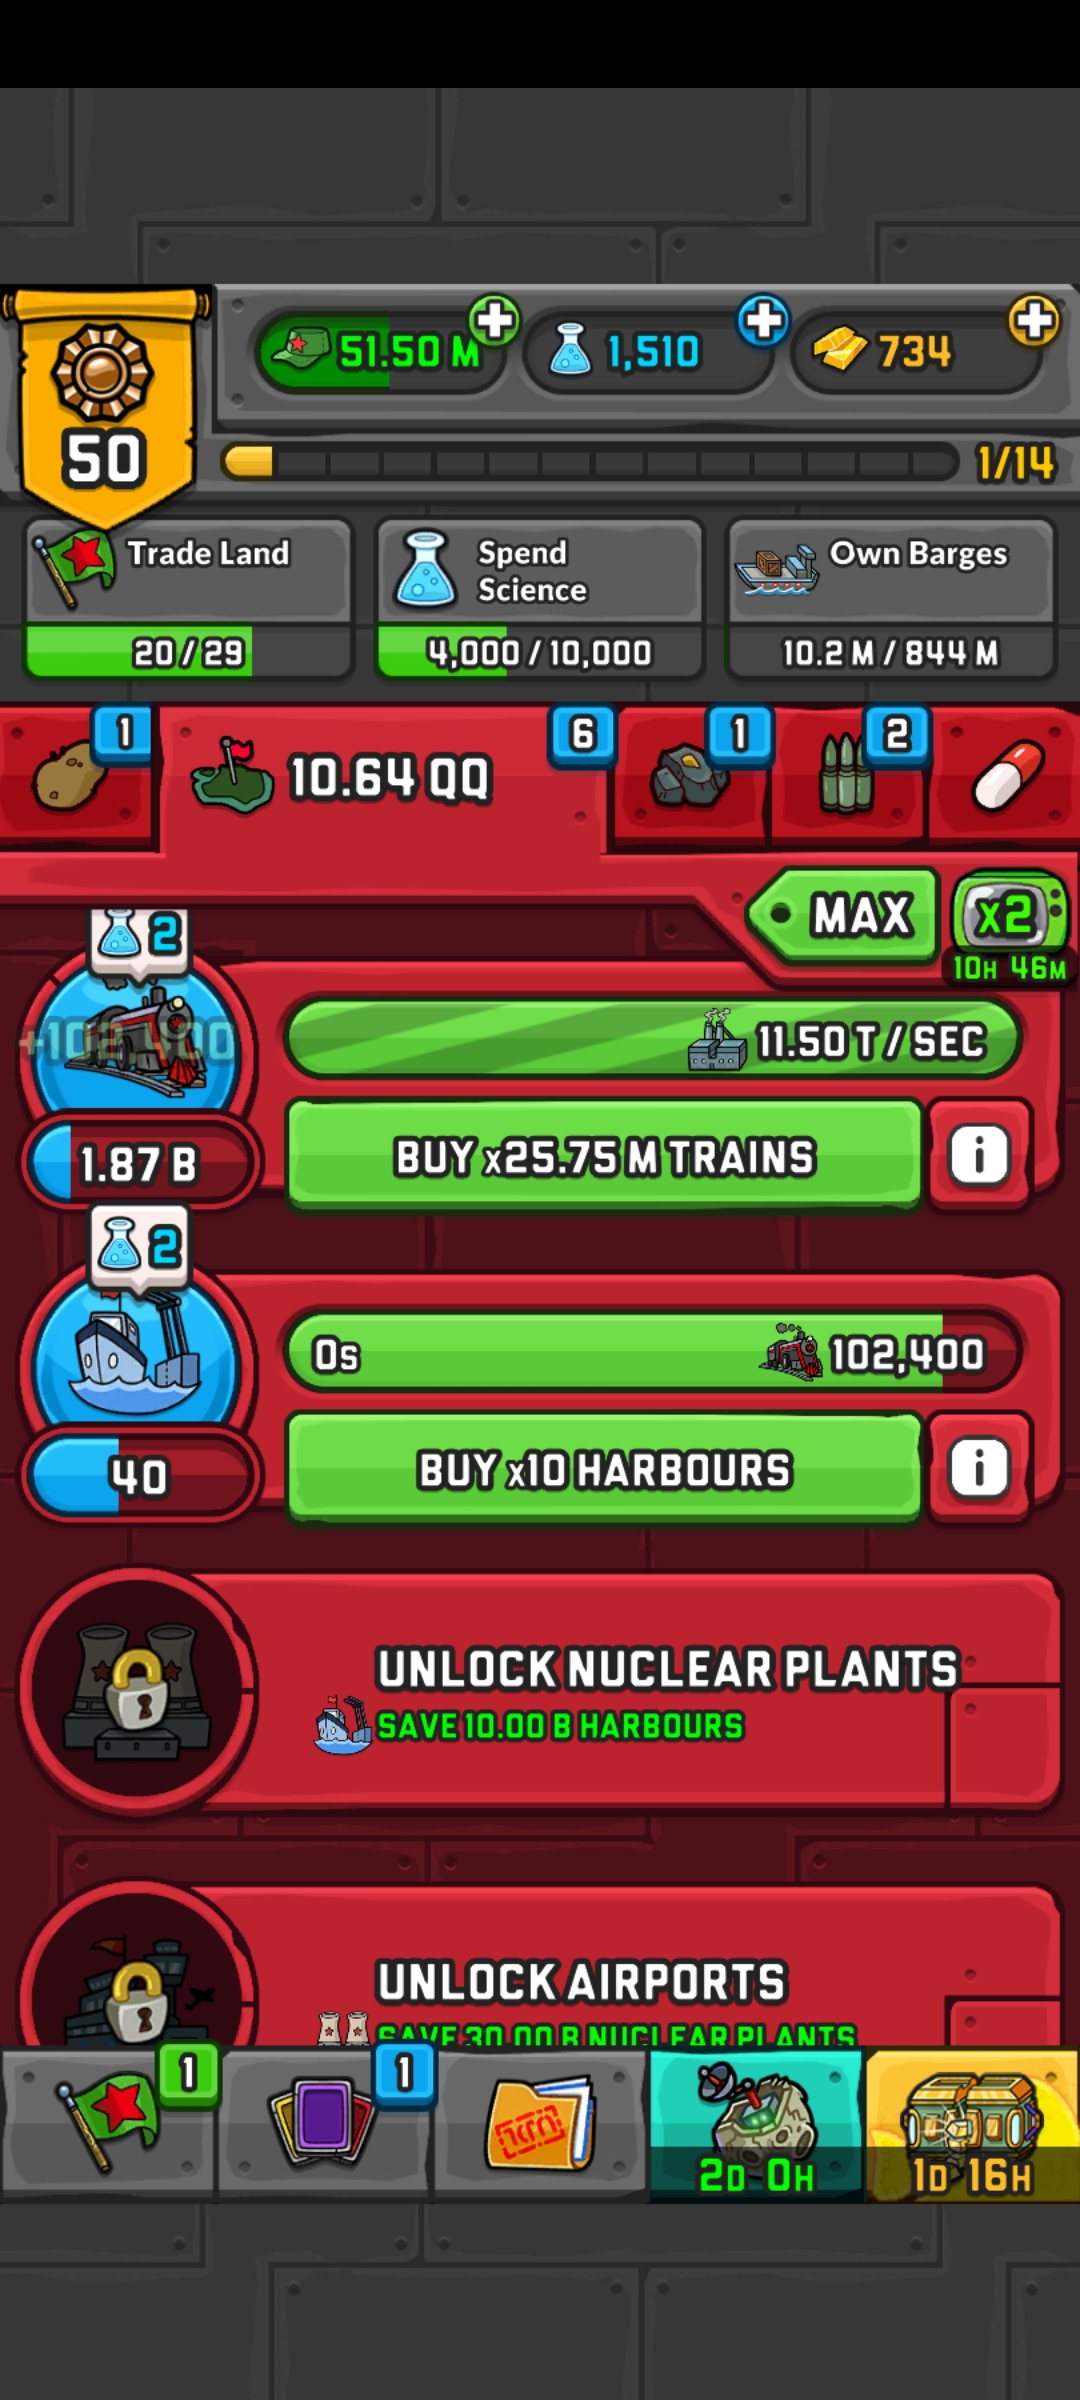 51.50 M
1,510
734
50
1/14
Trade Land
20/29
Spend
Science
4,000/10,000
Own Barges
10.2 M/844 M
1
10.64 QQ
6
1
2
MAX
x2
10H 46M
2
+102,400
11.50 T/SEC
1.87 B
BUY x25.75 M TRAINS
i
2
0s
102,400
40
BUY x10 HARBOURS
i
UNLOCK NUCLEAR PLANTS
SAVE 10.00 B HARBOURS
UNLOCK AIRPORTS
SAVE 30.00 B NUCLEAR PLANTS
1
1
2D 0H
1D 16H